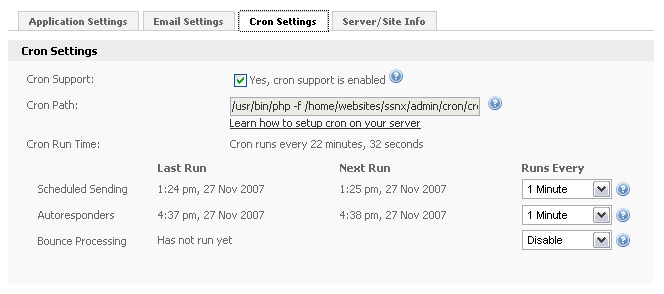 Application Settings Email Settings Cron Settings Server/Site Info
Cron Settings
Cron Support: Yes, cron support is enabled
Cron Path: /usr/bin/php -f /home/websites/ssnx/admin/cron/cr
Learn how to setup cron on your server
Cron Run Time: Cron runs every 22 minutes, 32 seconds
Last Run Next Run Runs Every
Scheduled Sending 1:24 pm, 27 Nov 2007 1:25 pm, 27 Nov 2007 1 Minute
Autoresponders 4:37 pm, 27 Nov 2007 4:38 pm, 27 Nov 2007 1 Minute
Bounce Processing Has not run yet Disable